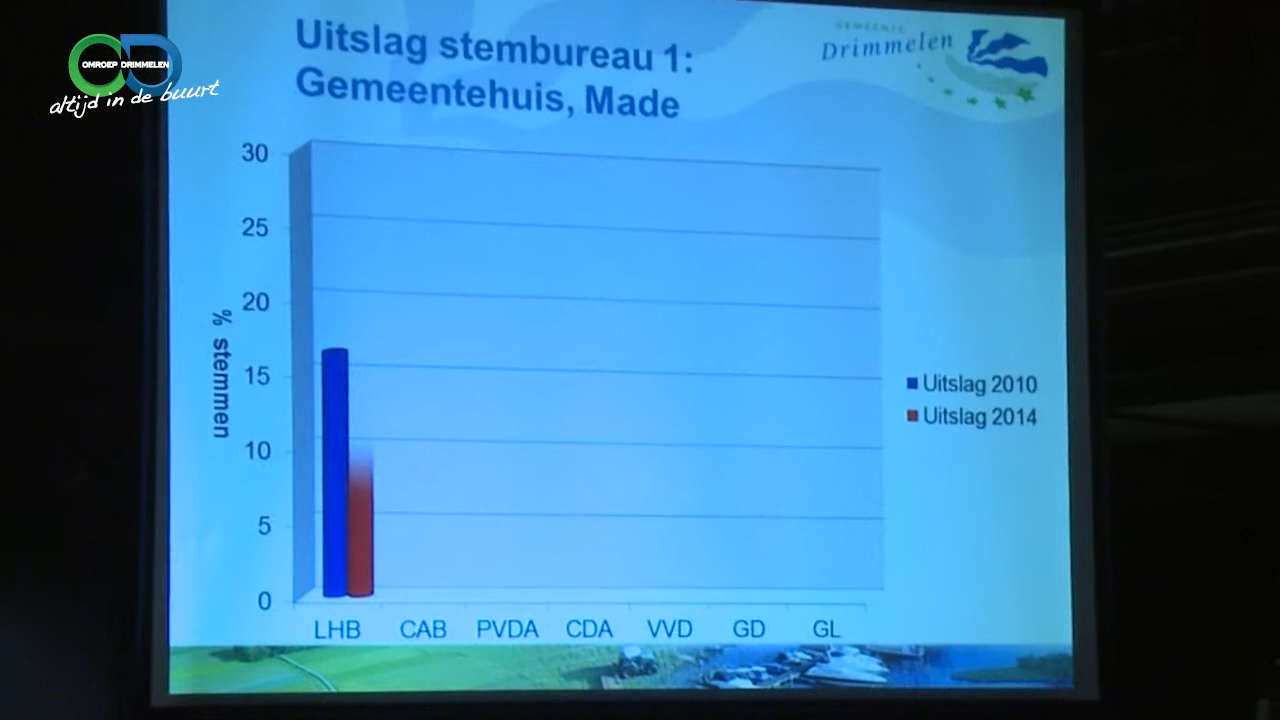 OMROEP DRIMMELEN
altijd in de buurt
Uitslag stembureau 1:
Gemeentehuis, Made
GEMEENTE
Drimmelen
30
25
20
15
10
5
0
% stemmen
LHB CAB PVDA CDA VVD GD GL
Uitslag 2010
Uitslag 2014